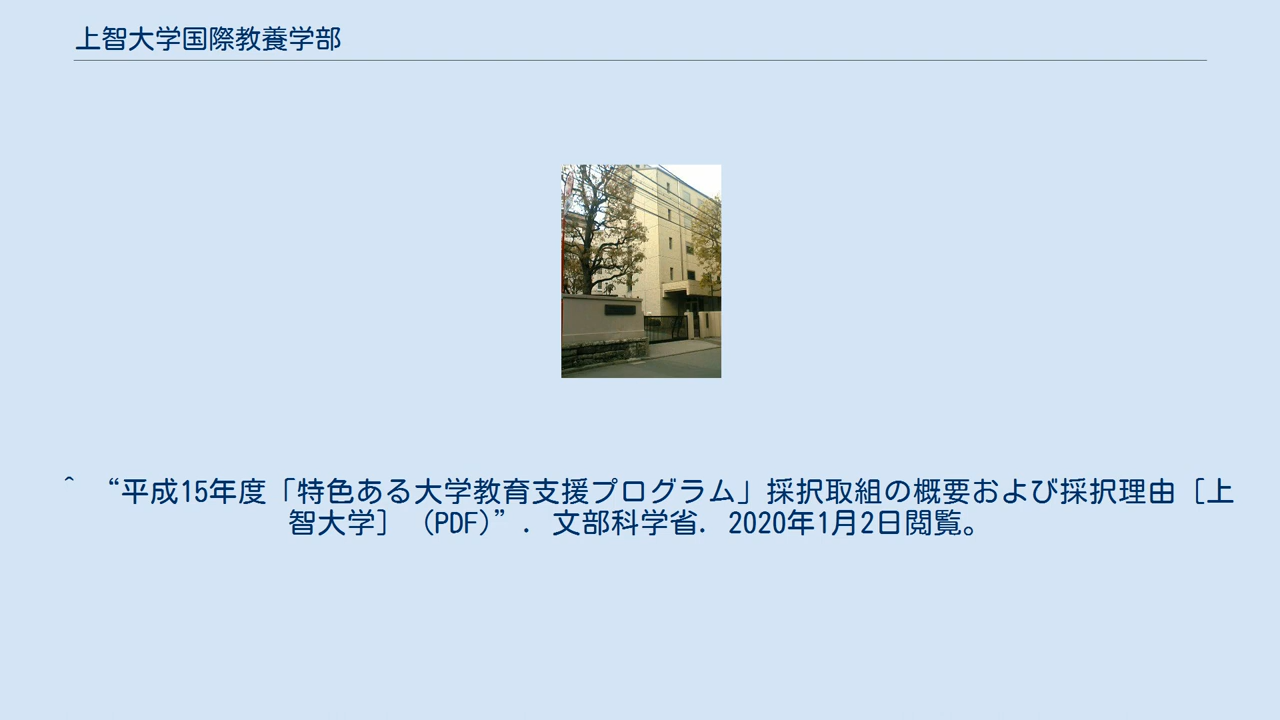 上智大学国際教養学部
^ “平成15年度「特色ある大学教育支援プログラム」採択取組の概要および採択理由［上
智大学］（PDF）”. 文部科学省. 2020年1月2日閲覧。